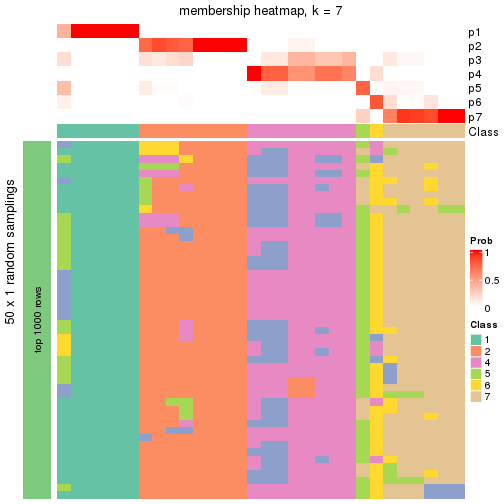 membership heatmap, k = 7
p1
p2
p3
p4
p5
p6
p7
Class
50 x 1 random samplings
top 1000 rows
Prob
1
0.5
0
Class
1
2
4
5
6
7